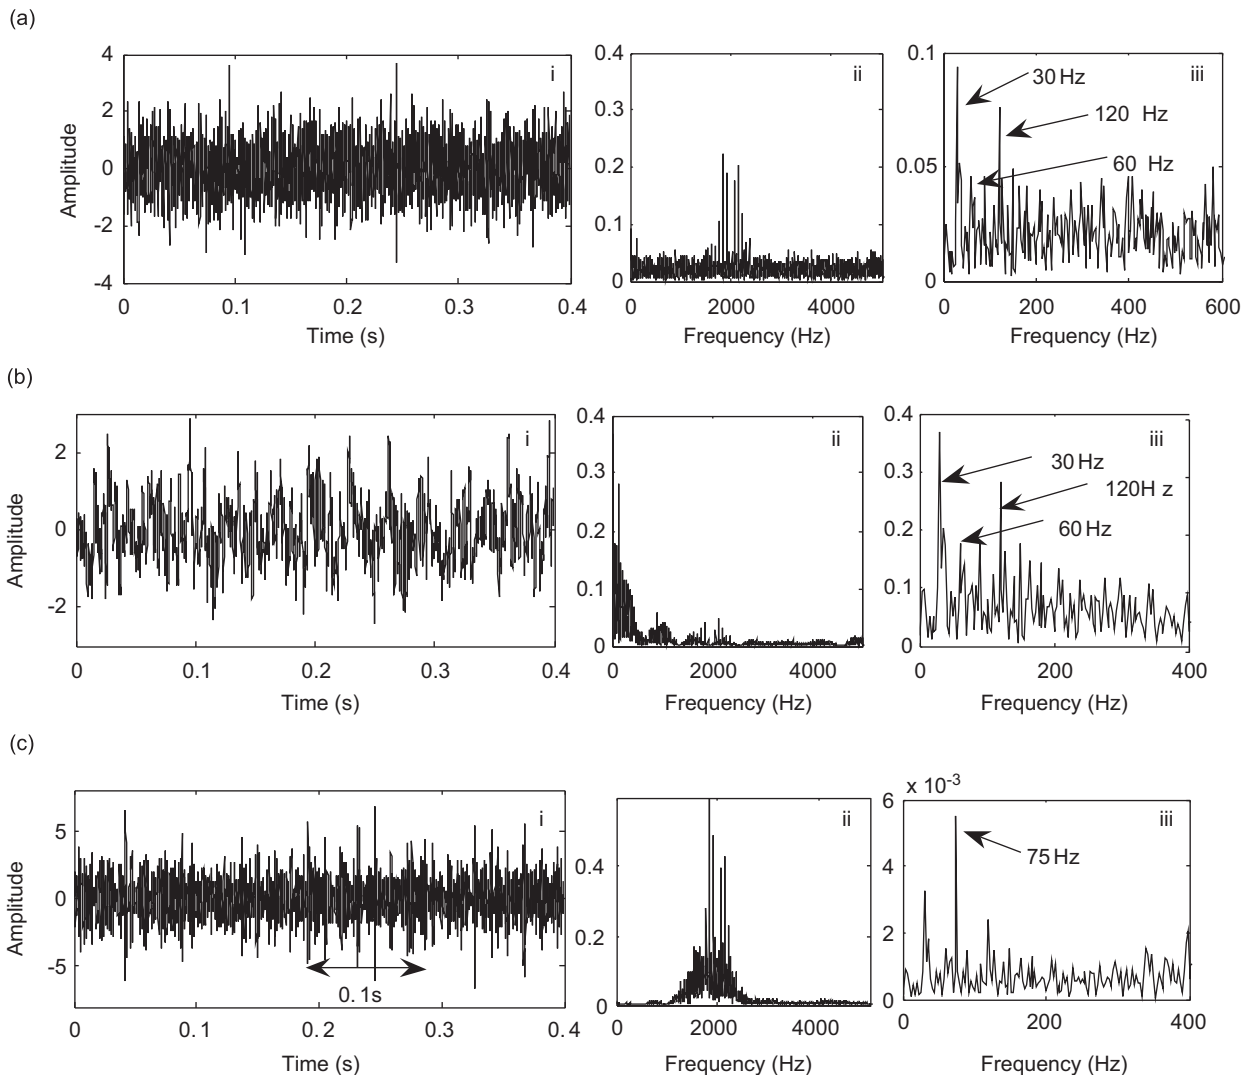 (a)
4
2
0
-2
-4
Amplitude
i
0
0.1
0.2
0.3
0.4
Time (s)
0.4
0.3
0.2
0.1
0
ii
0
2000
4000
Frequency (Hz)
0.1
0.05
0
iii
30 Hz
120 Hz
60 Hz
0
200
400
600
Frequency (Hz)
(b)
2
0
-2
Amplitude
i
0
0.1
0.2
0.3
0.4
Time (s)
0.4
0.3
0.2
0.1
0
ii
0
2000
4000
Frequency (Hz)
0.4
0.3
0.2
0.1
0
iii
30 Hz
120H z
60 Hz
0
200
400
Frequency (Hz)
(c)
5
0
-5
Amplitude
i
0.1s
0
0.1
0.2
0.3
0.4
Time (s)
0.4
0.2
0
ii
0
2000
4000
Frequency (Hz)
x 10-3
6
4
2
0
iii
75 Hz
0
200
400
Frequency (Hz)